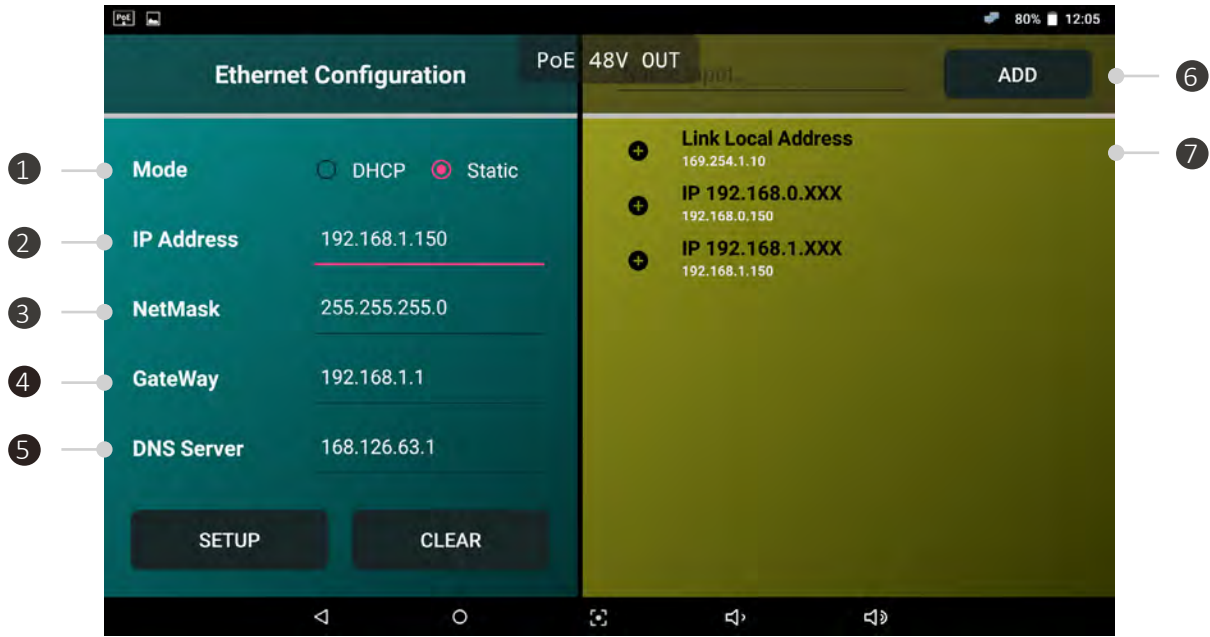 PoE 80% 12:05
Ethernet Configuration
PoE 48V OUT
ADD
6
1 Mode DHCP Static
2 IP Address 192.168.1.150
3 NetMask 255.255.255.0
4 GateWay 192.168.1.1
5 DNS Server 168.126.63.1
SETUP CLEAR
Link Local Address
169.254.1.10
7
IP 192.168.0.XXX
192.168.0.150
IP 192.168.1.XXX
192.168.1.150